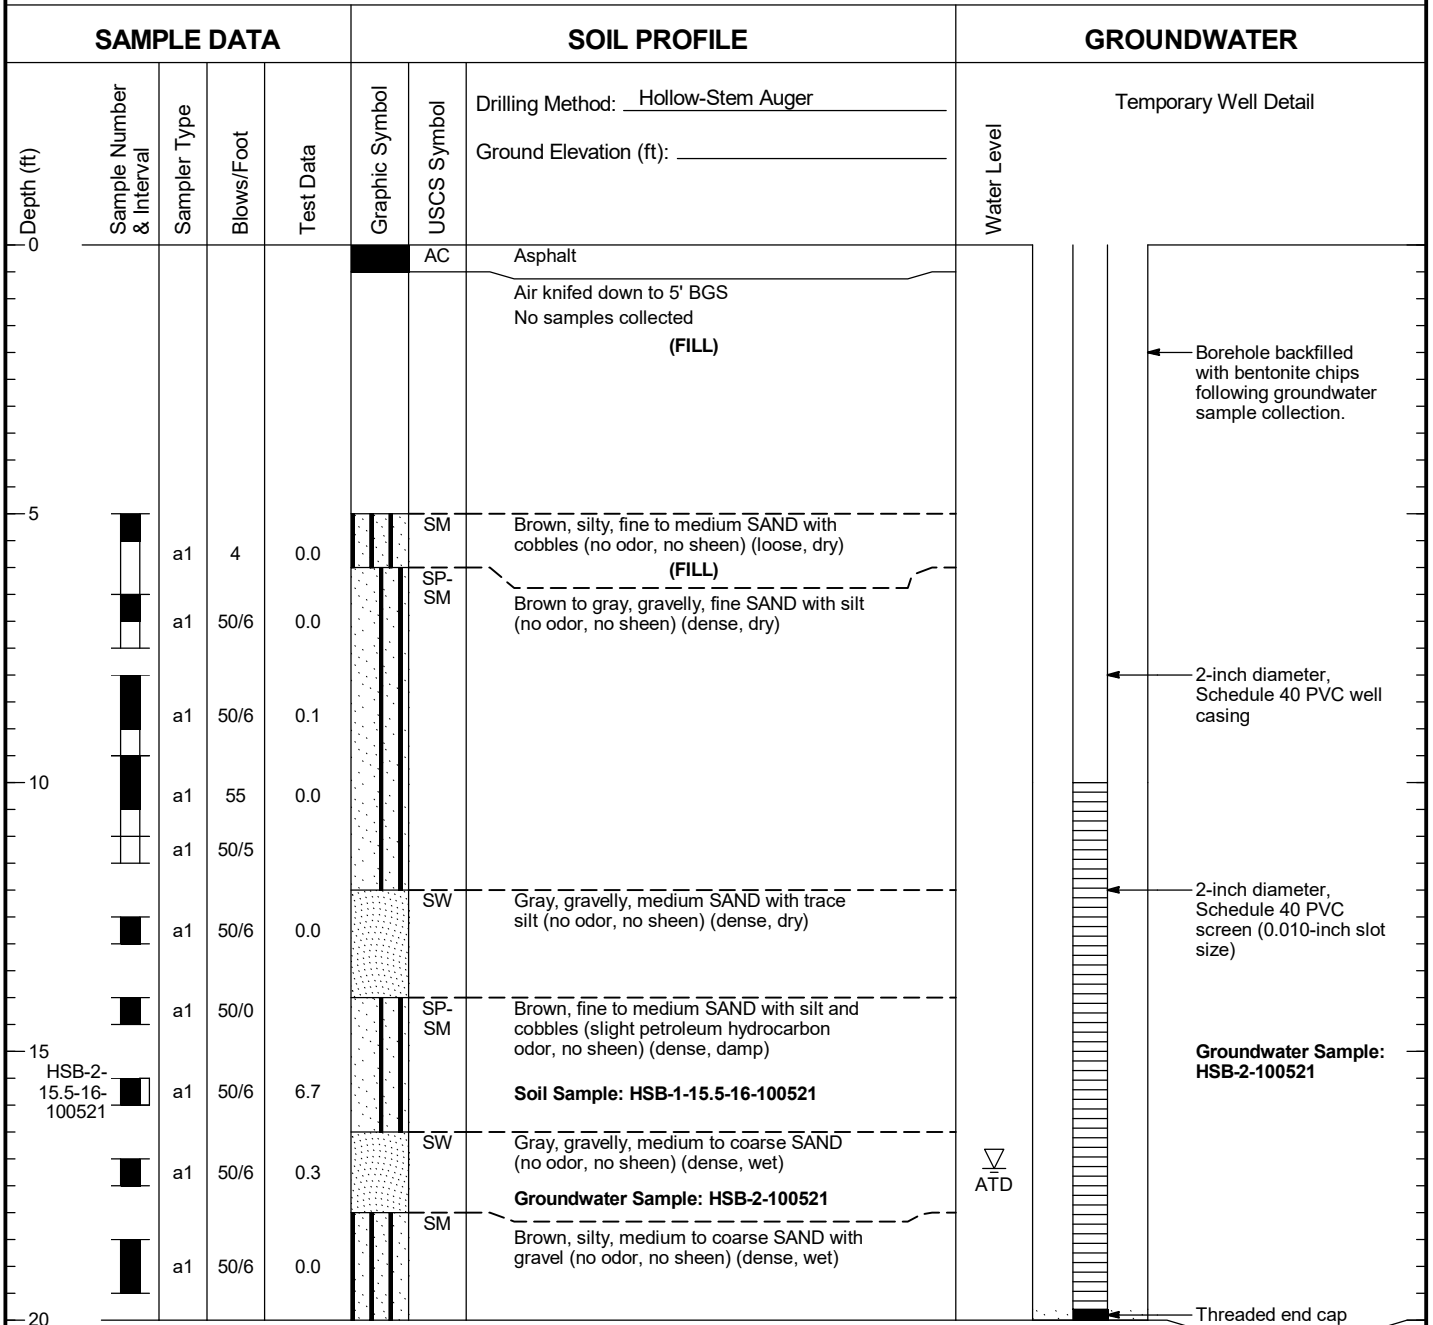 SAMPLE DATA
SOIL PROFILE
GROUNDWATER
Depth (ft)
Sample Number
& Interval
Sampler Type
Blows/Foot
Test Data
Graphic Symbol
USCS Symbol
Drilling Method: Hollow-Stem Auger
Ground Elevation (ft):
Water Level
Temporary Well Detail
0
AC
Asphalt
Air knifed down to 5' BGS
No samples collected
(FILL)
Borehole backfilled
with bentonite chips
following groundwater
sample collection.
5
a1 4 0.0
SM
Brown, silty, fine to medium SAND with
cobbles (no odor, no sheen) (loose, dry)
(FILL)
a1 50/6 0.0
SP-
SM
Brown to gray, gravelly, fine SAND with silt
(no odor, no sheen) (dense, dry)
a1 50/6 0.1
2-inch diameter,
Schedule 40 PVC well
casing
10
a1 55 0.0
a1 50/5
SW
Gray, gravelly, medium SAND with trace
silt (no odor, no sheen) (dense, dry)
a1 50/6 0.0
2-inch diameter,
Schedule 40 PVC
screen (0.010-inch slot
size)
a1 50/0
SP-
SM
Brown, fine to medium SAND with silt and
cobbles (slight petroleum hydrocarbon
odor, no sheen) (dense, damp)
15
HSB-2-
15.5-16-
100521
a1 50/6 6.7
Soil Sample: HSB-1-15.5-16-100521
Groundwater Sample:
HSB-2-100521
SW
Gray, gravelly, medium to coarse SAND
(no odor, no sheen) (dense, wet)
a1 50/6 0.3
Groundwater Sample: HSB-2-100521
ATD
SM
Brown, silty, medium to coarse SAND with
gravel (no odor, no sheen) (dense, wet)
a1 50/6 0.0
20
Threaded end cap